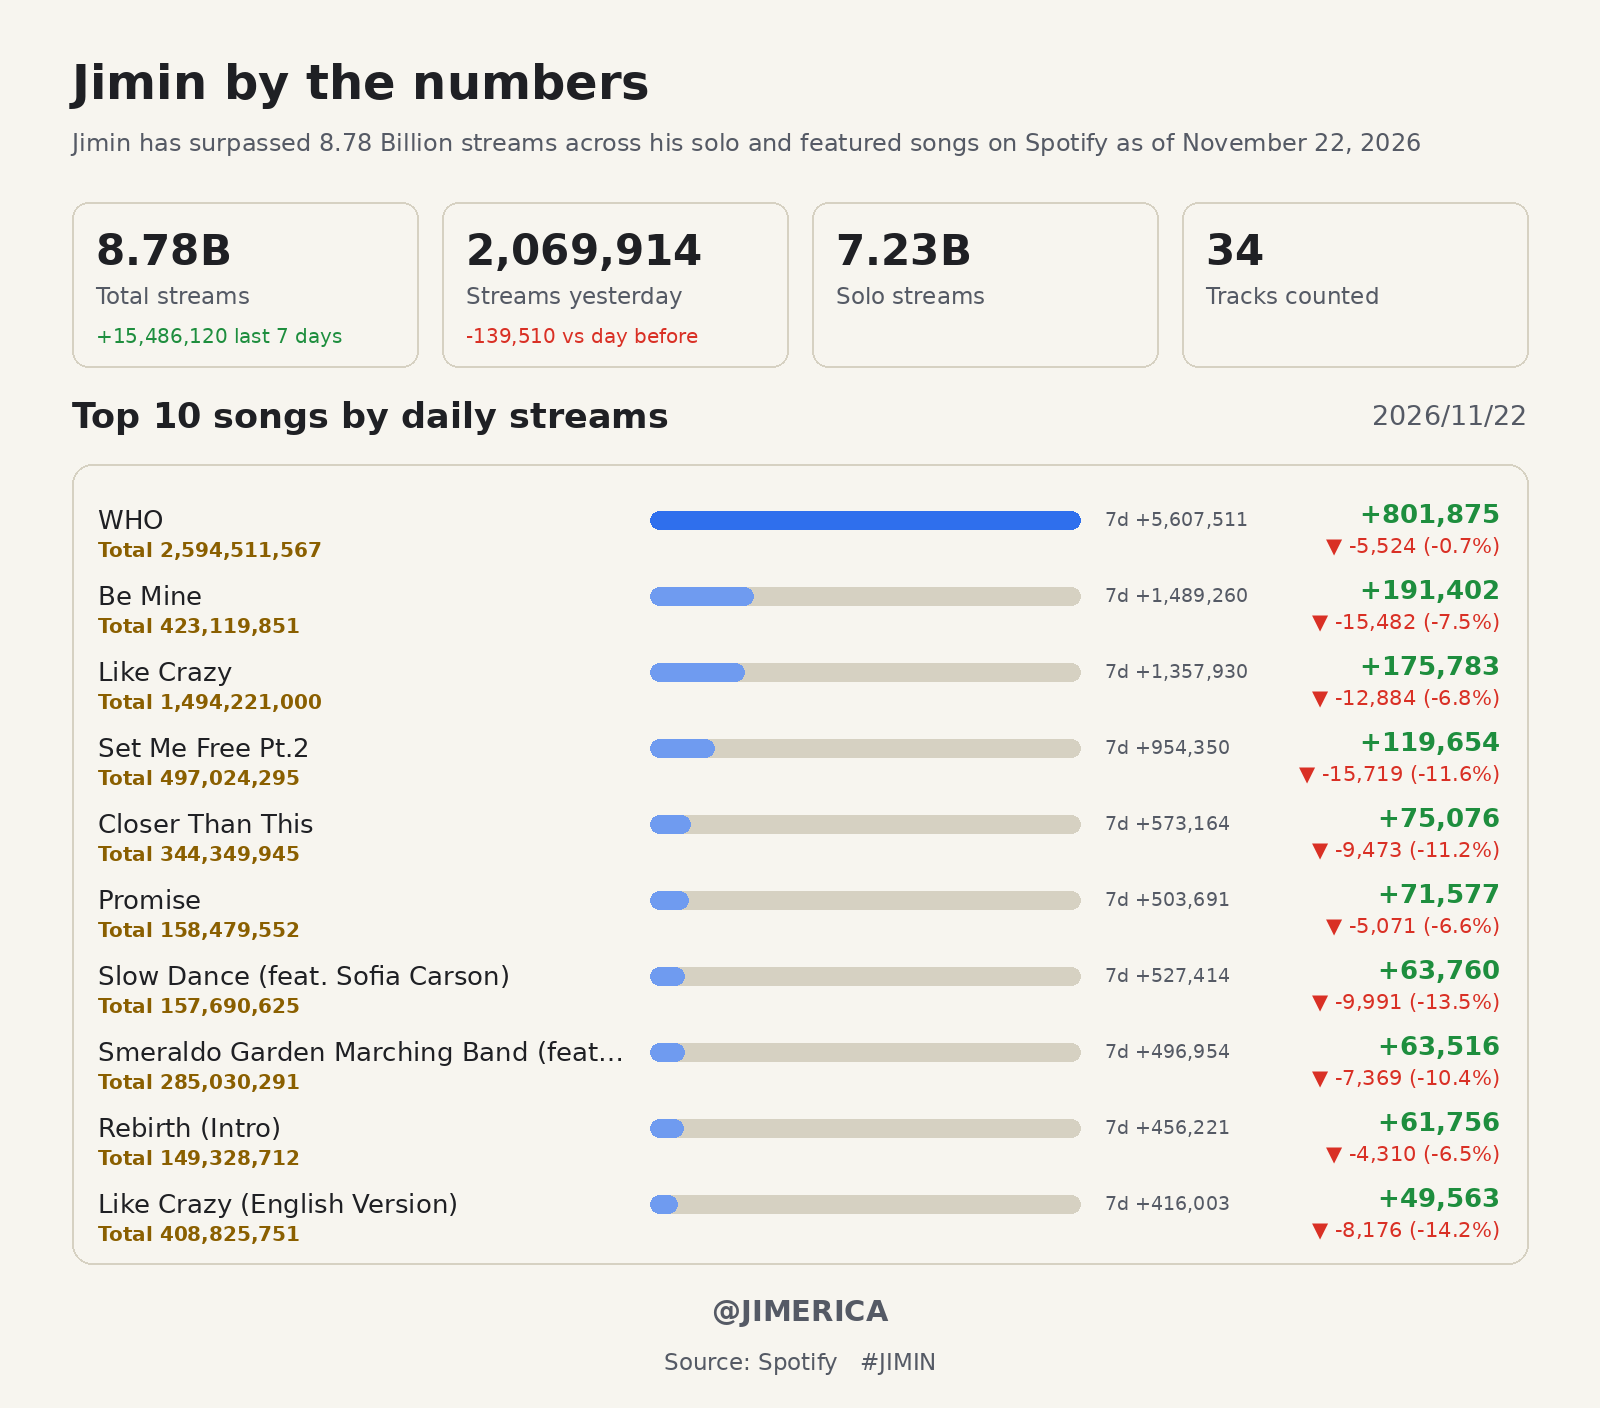 Jimin by the numbers
Jimin has surpassed 8.78 Billion streams across his solo and featured songs on Spotify as of November 22, 2026
8.78B
Total streams
+15,486,120 last 7 days
2,069,914
Streams yesterday
-139,510 vs day before
7.23B
Solo streams
34
Tracks counted
Top 10 songs by daily streams
2026/11/22
WHO
Total 2,594,511,567
7d +5,607,511
+801,875
▼ -5,524 (-0.7%)
Be Mine
Total 423,119,851
7d +1,489,260
+191,402
▼ -15,482 (-7.5%)
Like Crazy
Total 1,494,221,000
7d +1,357,930
+175,783
▼ -12,884 (-6.8%)
Set Me Free Pt.2
Total 497,024,295
7d +954,350
+119,654
▼ -15,719 (-11.6%)
Closer Than This
Total 344,349,945
7d +573,164
+75,076
▼ -9,473 (-11.2%)
Promise
Total 158,479,552
7d +503,691
+71,577
▼ -5,071 (-6.6%)
Slow Dance (feat. Sofia Carson)
Total 157,690,625
7d +527,414
+63,760
▼ -9,991 (-13.5%)
Smeraldo Garden Marching Band (feat...
Total 285,030,291
7d +496,954
+63,516
▼ -7,369 (-10.4%)
Rebirth (Intro)
Total 149,328,712
7d +456,221
+61,756
▼ -4,310 (-6.5%)
Like Crazy (English Version)
Total 408,825,751
7d +416,003
+49,563
▼ -8,176 (-14.2%)
@JIMERICA
Source: Spotify #JIMIN